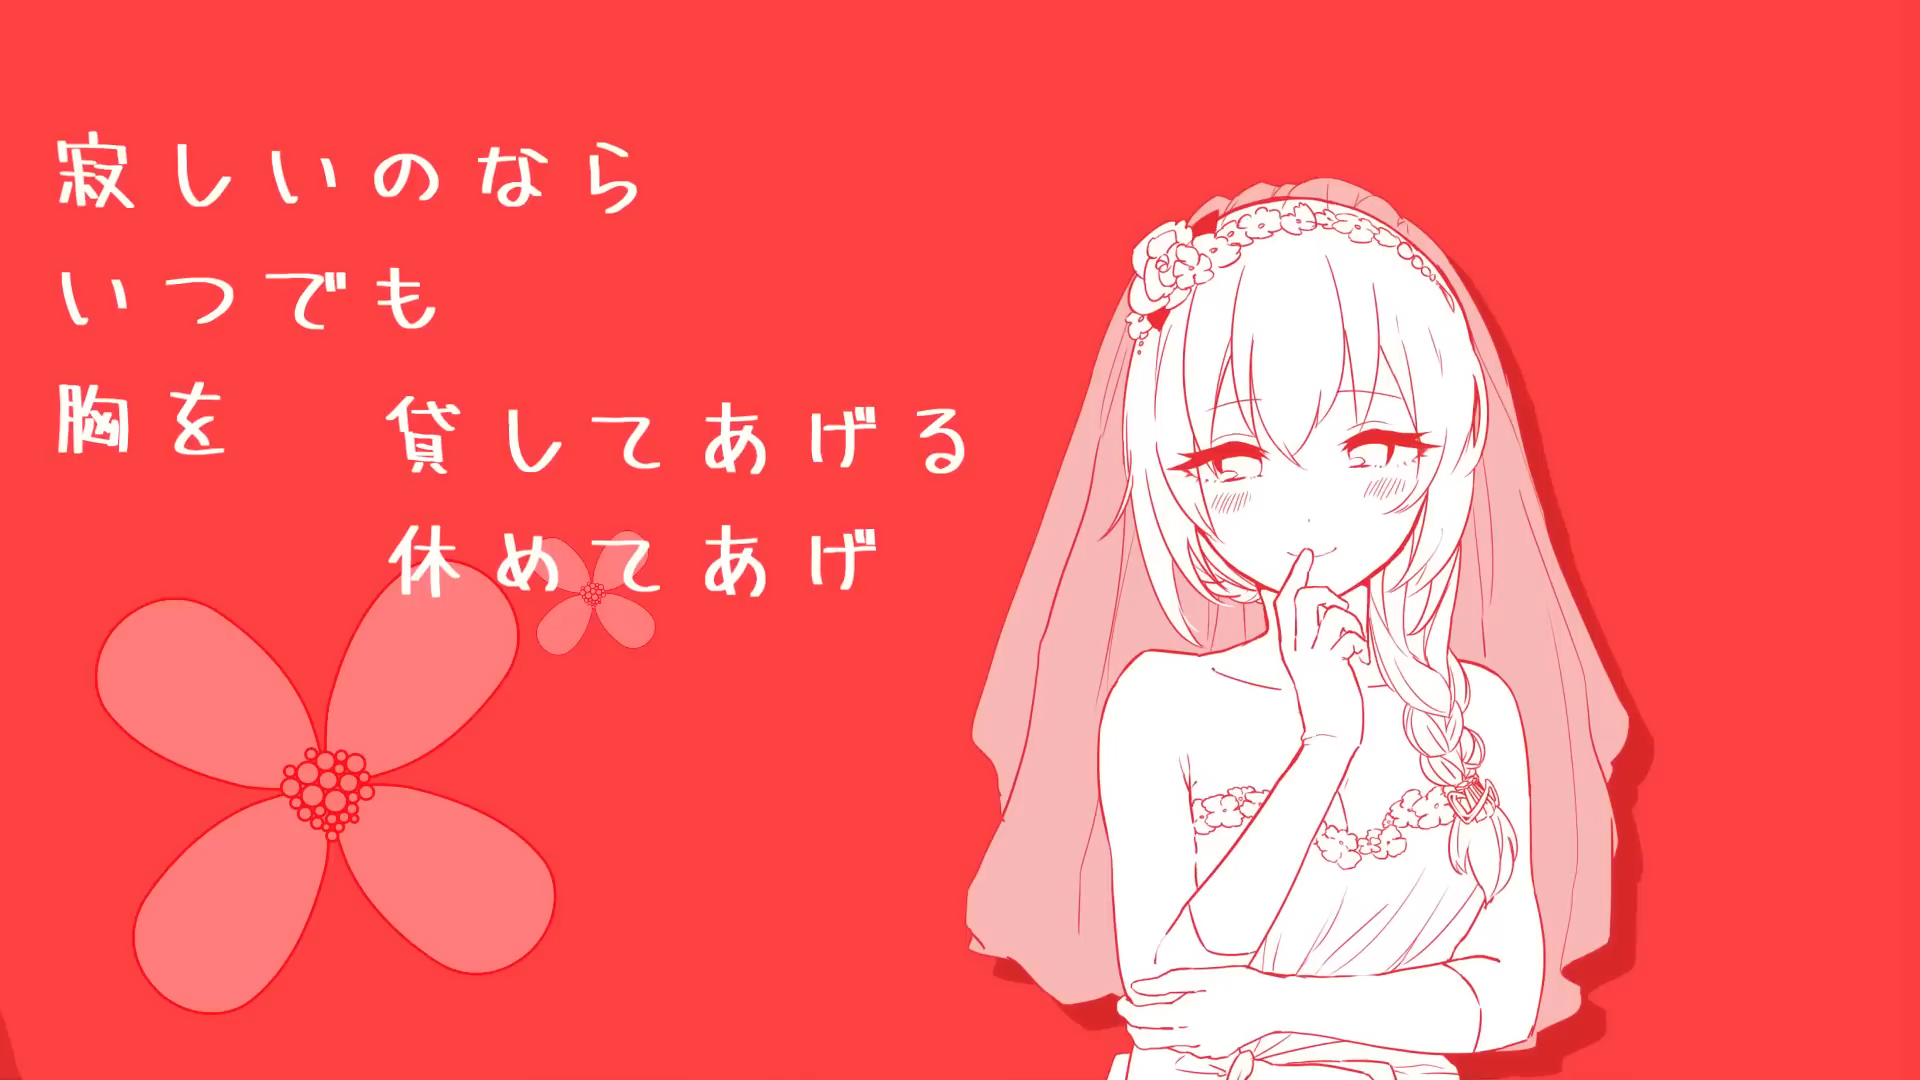 寂しいのなら
いつでも
胸を
貸してあげる
休めてあげ